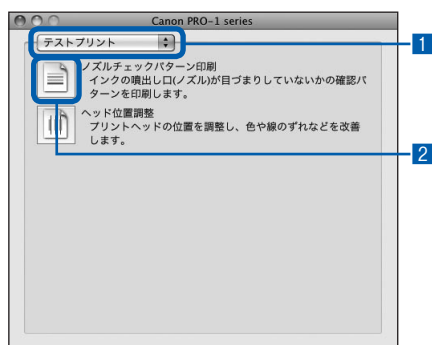 Canon PRO-1 series
テストプリント
1
ノズルチェックパターン印刷
インクの噴出し口(ノズル)が目づまりしていないかの確認パ
ターンを印刷します。
ヘッド位置調整
プリントヘッドの位置を調整し、色や線のずれなどを改善
します。
2